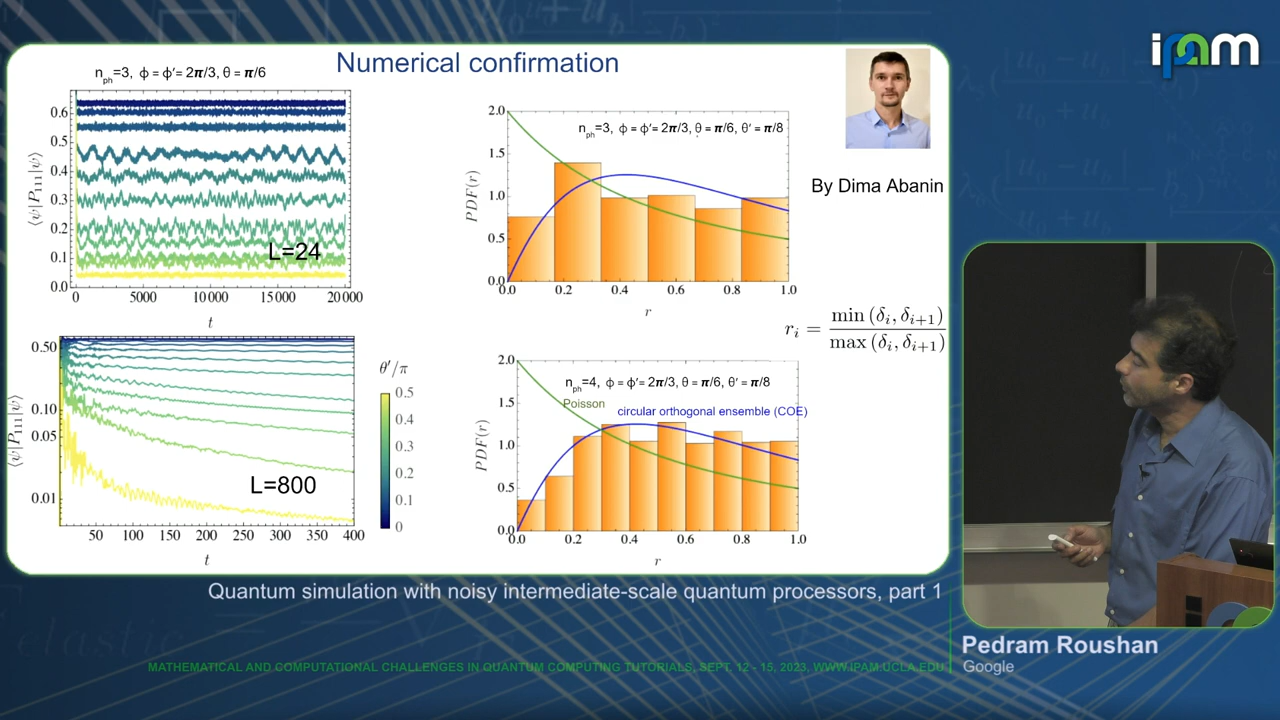 Numerical confirmation
n_ph=3, ϕ = ϕ′= 2π/3, θ = π/6
⟨ψ|P₁₁₁|ψ⟩
0.6
0.5
0.4
0.3
0.2
0.1
0.0
L=24
0 5000 10000 15000 20000
t
⟨ψ|P₁₁₁|ψ⟩
0.50
0.10
0.05
0.01
L=800
50 100 150 200 250 300 350 400
t
θ′/π
0.5
0.4
0.3
0.2
0.1
0
n_ph=3, ϕ = ϕ′= 2π/3, θ = π/6, θ′ = π/8
PDF(r)
2.0
1.5
1.0
0.5
0.0
0.0 0.2 0.4 0.6 0.8 1.0
r
n_ph=4, ϕ = ϕ′= 2π/3, θ = π/6, θ′ = π/8
Poisson
circular orthogonal ensemble (COE)
PDF(r)
2.0
1.5
1.0
0.5
0.0
0.0 0.2 0.4 0.6 0.8 1.0
r
By Dima Abanin
r_i = min (δ_i, δ_{i+1}) / max (δ_i, δ_{i+1})
ipam
Quantum simulation with noisy intermediate-scale quantum processors, part 1
Pedram Roushan
Google
MATHEMATICAL AND COMPUTATIONAL CHALLENGES IN QUANTUM COMPUTING TUTORIALS, SEPT. 12 - 15, 2023, WWW.IPAM.UCLA.EDU